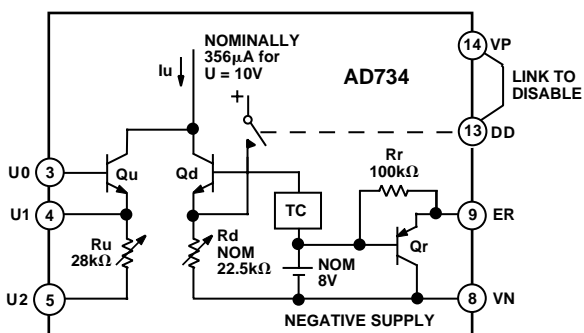 NOMINALLY
356µA for
U = 10V
Iu
AD734
14 VP
LINK TO
DISABLE
+
13 DD
U0 3
Qu
Qd
Rr
100kΩ
U1 4
TC
9 ER
Ru
28kΩ
Rd
NOM
22.5kΩ
Qr
NOM
8V
U2 5
8 VN
NEGATIVE SUPPLY